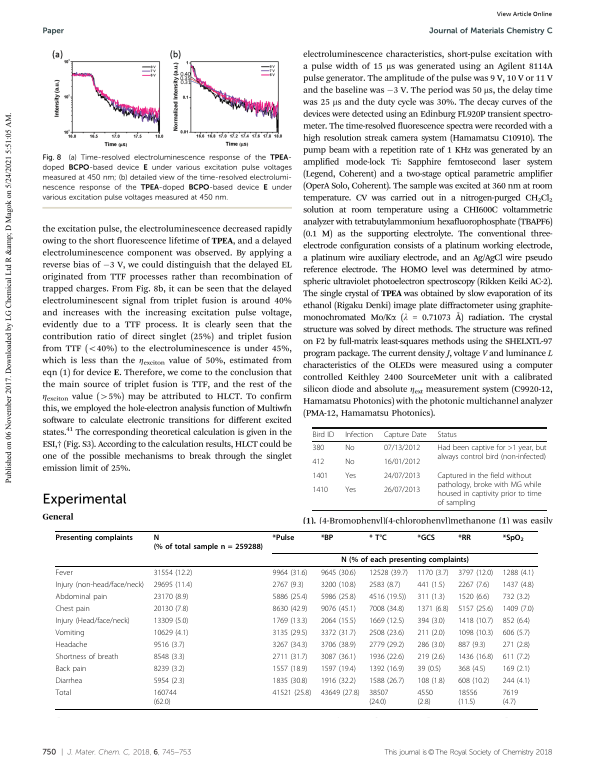 View Article Online
Paper
Journal of Materials Chemistry C
Published on 06 November 2017. Downloaded by LG Chemical Ltd R &amp; D Magok on 5/24/2021 5:51:05 AM.
(a)
(b)
Intensity (a.u.)
Time (μs)
Normalized Intensity (a.u.)
Time (μs)
Fig. 8 (a) Time-resolved electroluminescence response of the TPEA-
doped BCPO-based device E under various excitation pulse voltages
measured at 450 nm; (b) detailed view of the time-resolved electrolumi-
nescence response of the TPEA-doped BCPO-based device E under
various excitation pulse voltages measured at 450 nm.
the excitation pulse, the electroluminescence decreased rapidly
owing to the short fluorescence lifetime of TPEA, and a delayed
electroluminescence component was observed. By applying a
reverse bias of −3 V, we could distinguish that the delayed EL
originated from TTF processes rather than recombination of
trapped charges. From Fig. 8b, it can be seen that the delayed
electroluminescent signal from triplet fusion is around 40%
and increases with the increasing excitation pulse voltage,
evidently due to a TTF process. It is clearly seen that the
contribution ratio of direct singlet (25%) and triplet fusion
from TTF (<40%) to the electroluminescence is under 45%,
which is less than the ηexciton value of 50%, estimated from
eqn (1) for device E. Therefore, we come to the conclusion that
the main source of triplet fusion is TTF, and the rest of the
ηexciton value (>5%) may be attributed to HLCT. To confirm
this, we employed the hole-electron analysis function of Multiwfn
software to calculate electronic transitions for different excited
states.41 The corresponding theoretical calculation is given in the
ESI,† (Fig. S3). According to the calculation results, HLCT could be
one of the possible mechanisms to break through the singlet
emission limit of 25%.
Experimental
General
electroluminescence characteristics, short-pulse excitation with
a pulse width of 15 μs was generated using an Agilent 8114A
pulse generator. The amplitude of the pulse was 9 V, 10 V or 11 V
and the baseline was −3 V. The period was 50 μs, the delay time
was 25 μs and the duty cycle was 30%. The decay curves of the
devices were detected using an Edinburg FL920P transient spectro-
meter. The time-resolved fluorescence spectra were recorded with a
high resolution streak camera system (Hamamatsu C10910). The
pump beam with a repetition rate of 1 KHz was generated by an
amplified mode-lock Ti: Sapphire femtosecond laser system
(Legend, Coherent) and a two-stage optical parametric amplifier
(OperA Solo, Coherent). The sample was excited at 360 nm at room
temperature. CV was carried out in a nitrogen-purged CH2Cl2
solution at room temperature using a CHI600C voltammetric
analyzer with tetrabutylammonium hexafluorophosphate (TBAPF6)
(0.1 M) as the supporting electrolyte. The conventional three-
electrode configuration consists of a platinum working electrode,
a platinum wire auxiliary electrode, and an Ag/AgCl wire pseudo
reference electrode. The HOMO level was determined by atmo-
spheric ultraviolet photoelectron spectroscopy (Rikken Keiki AC-2).
The single crystal of TPEA was obtained by slow evaporation of its
ethanol (Rigaku Denki) image plate diffractometer using graphite-
monochromated Mo/Kα (λ = 0.71073 Å) radiation. The crystal
structure was solved by direct methods. The structure was refined
on F2 by full-matrix least-squares methods using the SHELXTL-97
program package. The current density J, voltage V and luminance L
characteristics of the OLEDs were measured using a computer
controlled Keithley 2400 SourceMeter unit with a calibrated
silicon diode and absolute ηext measurement system (C9920-12,
Hamamatsu Photonics) with the photonic multichannel analyzer
(PMA-12, Hamamatsu Photonics).
Bird ID Infection Capture Date Status
380 No 07/13/2012 Had been captive for >1 year, but
always control bird (non-infected)
412 No 16/01/2012
1401 Yes 24/07/2013 Captured in the field without
pathology, broke with MG while
1410 Yes 26/07/2013 housed in captivity prior to time
of sampling
(1). (4-Bromophenyl)(4-chlorophenyl)methanone (1) was easily
Presenting complaints N *Pulse *BP * T°C *GCS *RR *SpO2
(% of total sample n = 259288)
N (% of each presenting complaints)
Fever 31554 (12.2) 9964 (31.6) 9645 (30.6) 12528 (39.7) 1170 (3.7) 3797 (12.0) 1288 (4.1)
Injury (non-head/face/neck) 29695 (11.4) 2767 (9.3) 3200 (10.8) 2583 (8.7) 441 (1.5) 2267 (7.6) 1437 (4.8)
Abdominal pain 23170 (8.9) 5886 (25.4) 5986 (25.8) 4516 (19.5)) 311 (1.3) 1520 (6.6) 732 (3.2)
Chest pain 20130 (7.8) 8630 (42.9) 9076 (45.1) 7008 (34.8) 1371 (6.8) 5157 (25.6) 1409 (7.0)
Injury (Head/face/neck) 13309 (5.0) 1769 (13.3) 2064 (15.5) 1669 (12.5) 394 (3.0) 1418 (10.7) 852 (6.4)
Vomiting 10629 (4.1) 3135 (29.5) 3372 (31.7) 2508 (23.6) 211 (2.0) 1098 (10.3) 606 (5.7)
Headache 9516 (3.7) 3267 (34.3) 3706 (38.9) 2779 (29.2) 286 (3.0) 887 (9.3) 271 (2.8)
Shortness of breath 8548 (3.3) 2711 (31.7) 3087 (36.1) 1936 (22.6) 219 (2.6) 1436 (16.8) 611 (7.2)
Back pain 8239 (3.2) 1557 (18.9) 1597 (19.4) 1392 (16.9) 39 (0.5) 368 (4.5) 169 (2.1)
Diarrhea 5954 (2.3) 1835 (30.8) 1916 (32.2) 1588 (26.7) 108 (1.8) 608 (10.2) 244 (4.1)
Total 160744 41521 (25.8) 43649 (27.8) 38507 4550 18556 7619
(62.0) (24.0) (2.8) (11.5) (4.7)
750 | J. Mater. Chem. C, 2018, 6, 745–753
This journal is © The Royal Society of Chemistry 2018